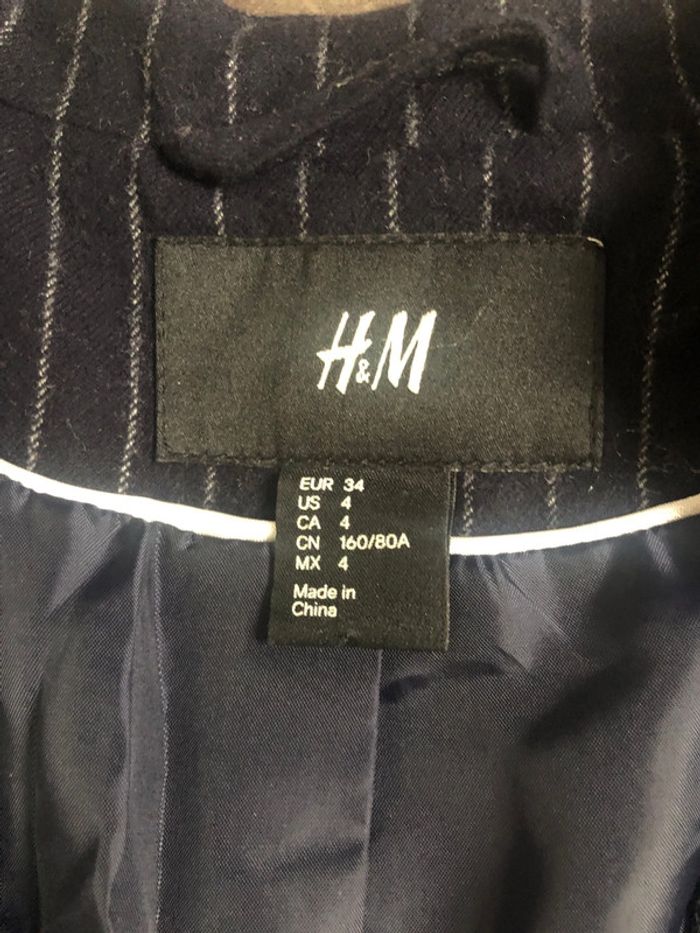 H&M
EUR 34
US 4
CA 4
CN 160/80A
MX 4
Made in
China